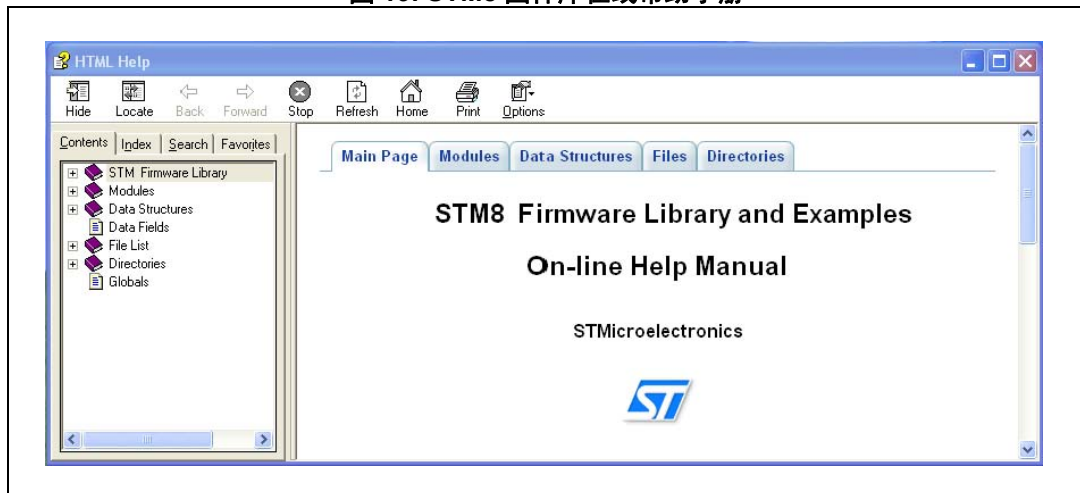 HTML Help
Hide Locate Back Forward Stop Refresh Home Print Options
Contents Index Search Favorites
STM Firmware Library
Modules
Data Structures
Data Fields
File List
Directories
Globals
Main Page Modules Data Structures Files Directories
STM8 Firmware Library and Examples
On-line Help Manual
STMicroelectronics
ST